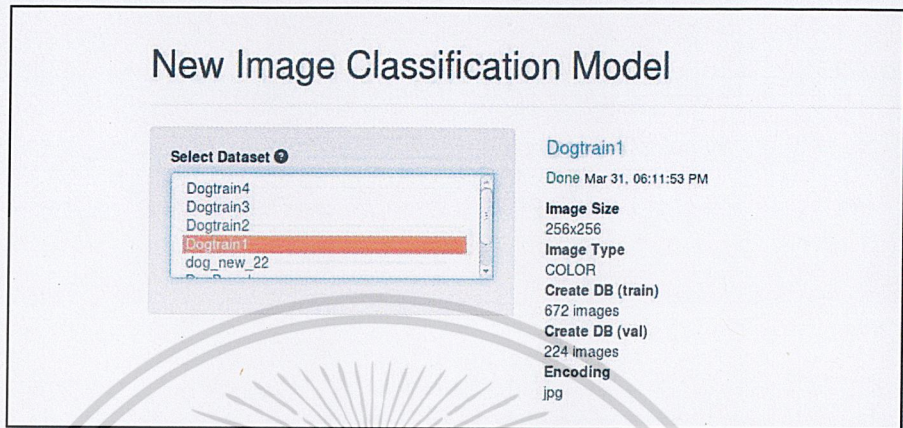 New Image Classification Model
Select Dataset
Dogtrain4
Dogtrain3
Dogtrain2
Dogtrain1
dog_new_22
Dogtrain1
Done Mar 31, 06:11:53 PM
Image Size
256x256
Image Type
COLOR
Create DB (train)
672 images
Create DB (val)
224 images
Encoding
jpg